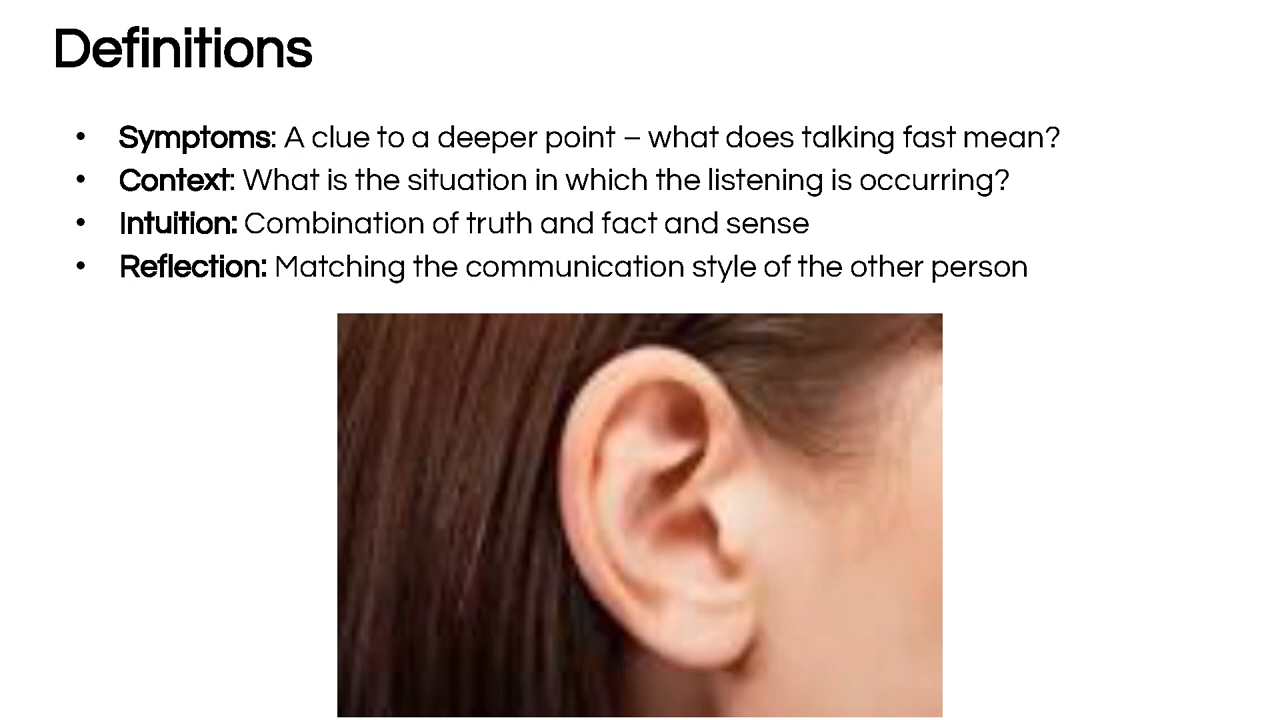 Definitions
• Symptoms: A clue to a deeper point – what does talking fast mean?
• Context: What is the situation in which the listening is occurring?
• Intuition: Combination of truth and fact and sense
• Reflection: Matching the communication style of the other person